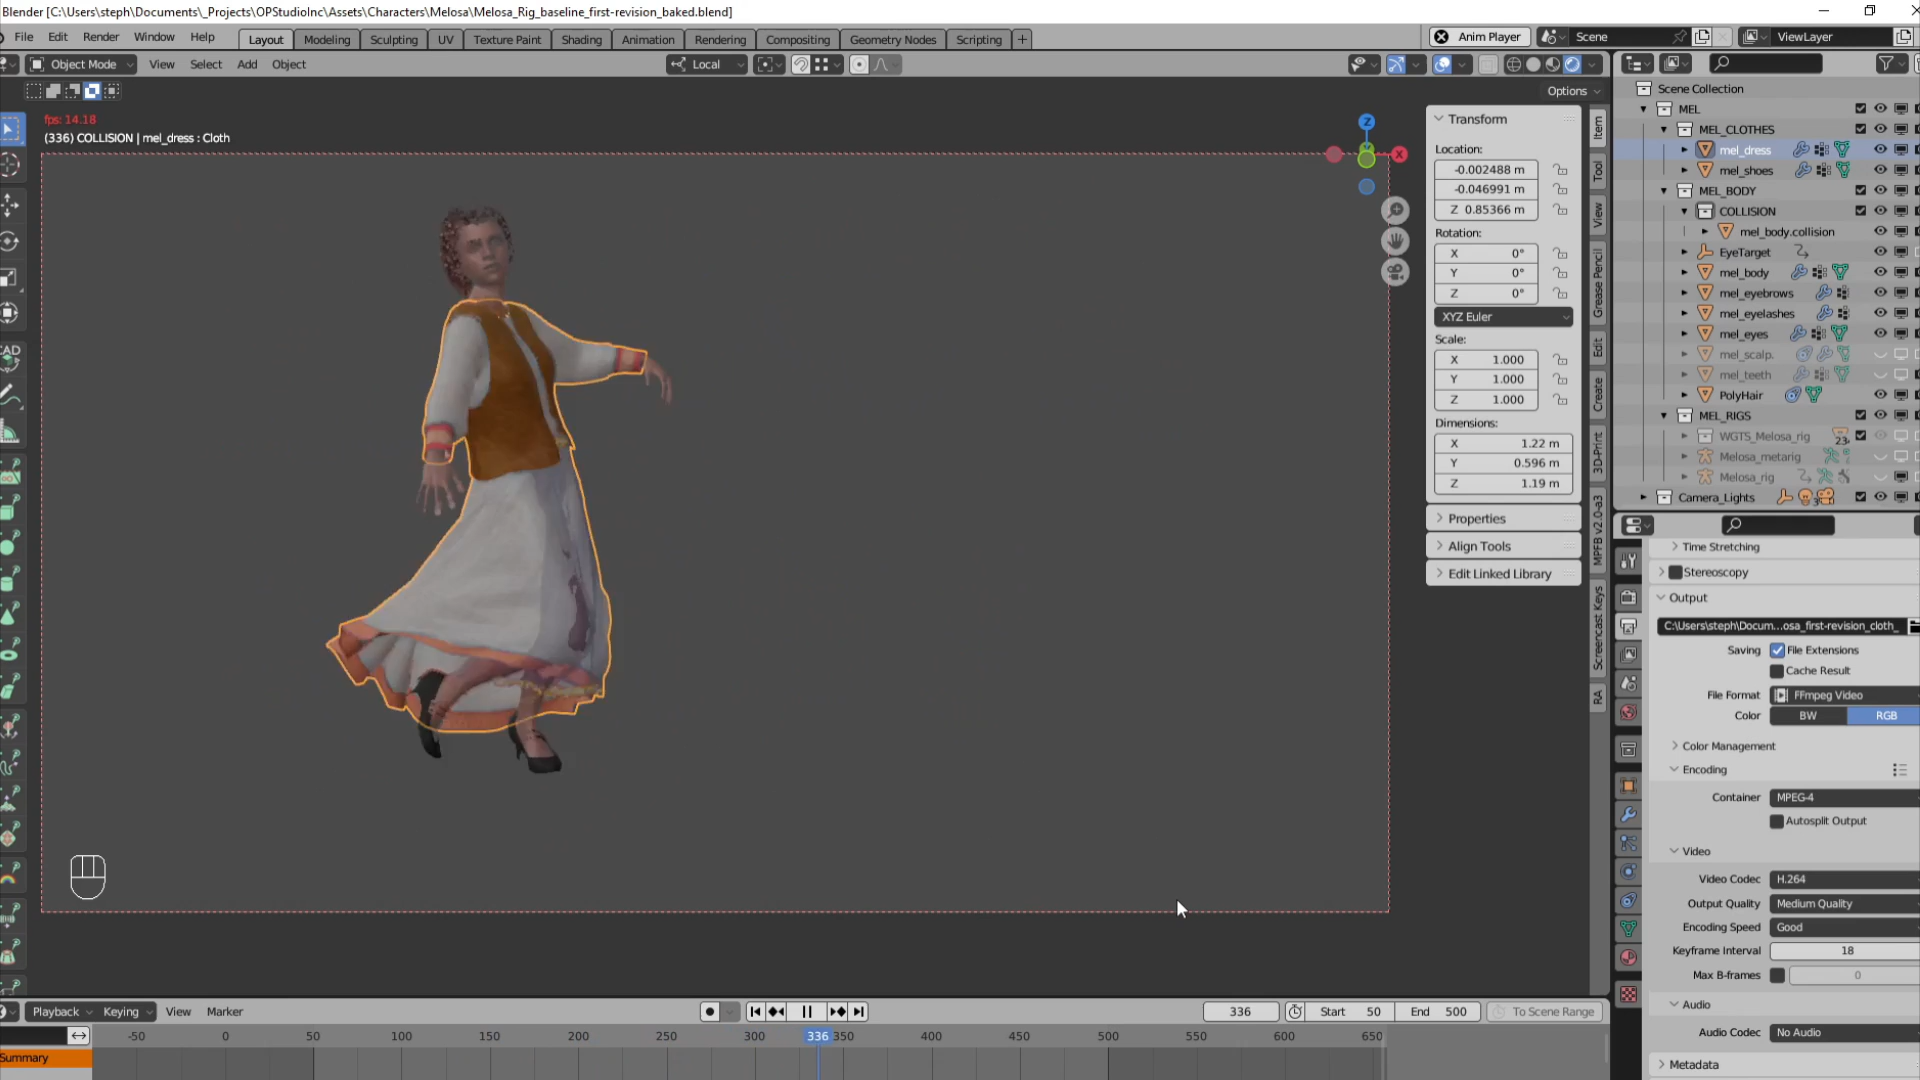 Blender [C:\Users\steph\Documents\_Projects\OPStudioInc\Assets\Characters\Melosa\Melosa_Rig_baseline_first-revision_baked.blend]
File Edit Render Window Help
Layout Modeling Sculpting UV Texture Paint Shading Animation Rendering Compositing Geometry Nodes Scripting +
Anim Player Scene ViewLayer
Object Mode View Select Add Object
Local
Options
fps: 14.18
(336) COLLISION | mel_dress : Cloth
Z
X
CAD
Transform
Location:
-0.002488 m
-0.046991 m
Z 0.85366 m
Rotation:
X 0°
Y 0°
Z 0°
XYZ Euler
Scale:
X 1.000
Y 1.000
Z 1.000
Dimensions:
X 1.22 m
Y 0.596 m
Z 1.19 m
Properties
Align Tools
Edit Linked Library
Item
Tool
View
Grease Pencil
Edit
Create
3D-Print
MPFB v2.0-a3
Screencast Keys
RA
Scene Collection
MEL
MEL_CLOTHES
mel_dress
mel_shoes
MEL_BODY
COLLISION
mel_body.collision
EyeTarget
mel_body
mel_eyebrows
mel_eyelashes
mel_eyes
mel_scalp.
mel_teeth
PolyHair
MEL_RIGS
WGTS_Melosa_rig 23
Melosa_metarig
Melosa_rig
Camera_Lights 3
Time Stretching
Stereoscopy
Output
C:\Users\steph\Docum...osa_first-revision_cloth_
Saving File Extensions
Cache Result
File Format FFmpeg Video
Color BW RGB
Color Management
Encoding
Container MPEG-4
Autosplit Output
Video
Video Codec H.264
Output Quality Medium Quality
Encoding Speed Good
Keyframe Interval 18
Max B-frames 0
Audio
Audio Codec No Audio
Metadata
Playback Keying View Marker
336 Start 50 End 500 To Scene Range
-50 0 50 100 150 200 250 300 336 350 400 450 500 550 600 650
Summary